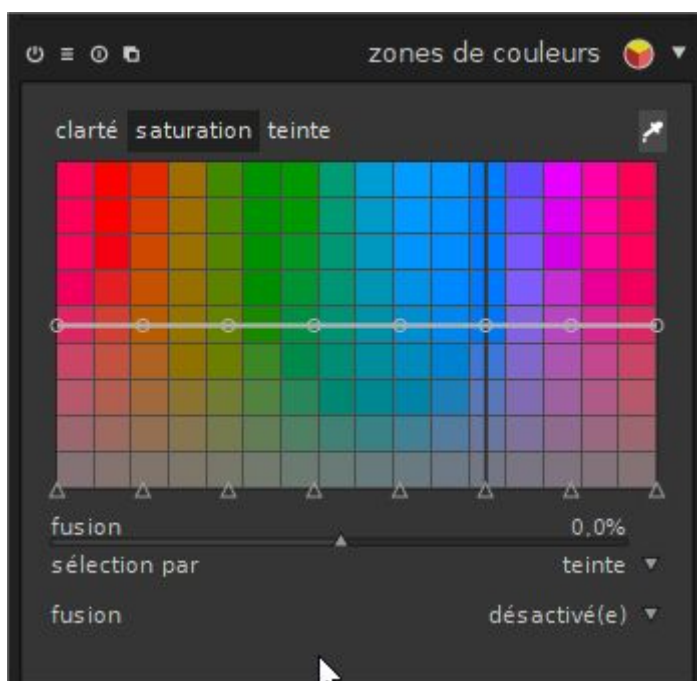 zones de couleurs
clarté saturation teinte
fusion 0,0%
sélection par teinte
fusion désactivé(e)